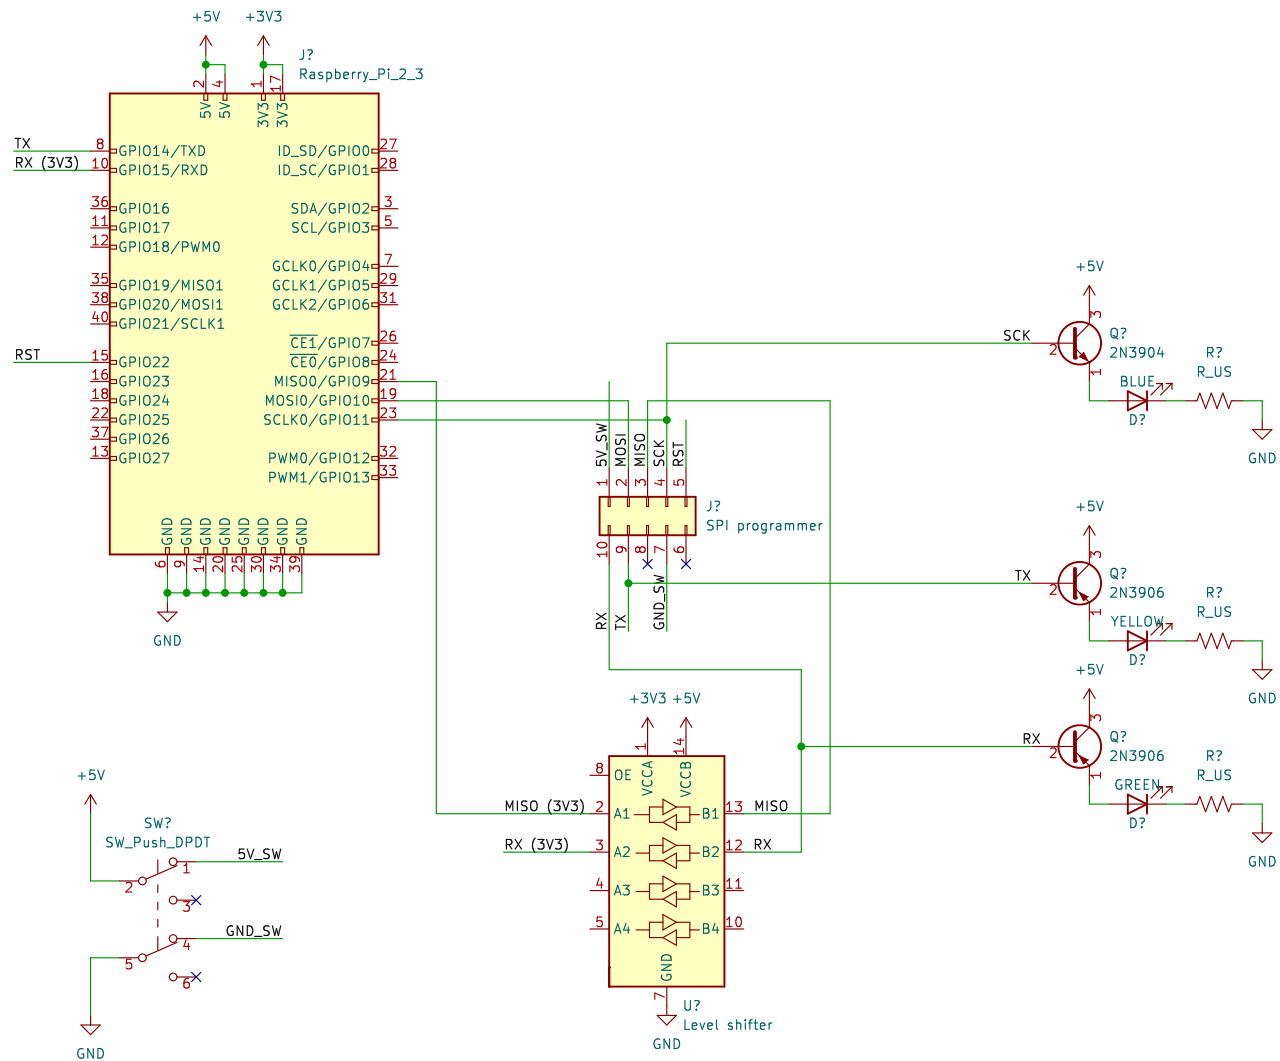 +5V
+3V3
J?
Raspberry_Pi_2_3
2
4
1
17
5V
5V
3V3
3V3
TX
8
GPIO14/TXD
RX (3V3)
10
GPIO15/RXD
36
GPIO16
11
GPIO17
12
GPIO18/PWM0
35
GPIO19/MISO1
38
GPIO20/MOSI1
40
GPIO21/SCLK1
RST
15
GPIO22
16
GPIO23
18
GPIO24
22
GPIO25
37
GPIO26
13
GPIO27
ID_SD/GPIO0
27
ID_SC/GPIO1
28
SDA/GPIO2
3
SCL/GPIO3
5
GCLK0/GPIO4
7
GCLK1/GPIO5
29
GCLK2/GPIO6
31
CE1/GPIO7
26
CE0/GPIO8
24
MISO0/GPIO9
21
MOSI0/GPIO10
19
SCLK0/GPIO11
23
PWM0/GPIO12
32
PWM1/GPIO13
33
GND
GND
GND
GND
GND
GND
GND
GND
6
9
14
20
25
30
34
39
GND
5V_SW
MOSI
MISO
SCK
RST
1
2
3
4
5
J?
SPI programmer
10
9
8
7
6
RX
TX
GND_SW
+5V
SCK
3
2
1
Q?
2N3904
BLUE
D?
R?
R_US
GND
+5V
TX
3
2
1
Q?
2N3906
YELLOW
D?
R?
R_US
GND
+5V
RX
3
2
1
Q?
2N3906
GREEN
D?
R?
R_US
GND
+3V3
+5V
1
14
VCCA
VCCB
8
OE
MISO (3V3)
2
A1
B1
13
MISO
RX (3V3)
3
A2
B2
12
RX
4
A3
B3
11
5
A4
B4
10
GND
7
U?
Level shifter
GND
+5V
SW?
SW_Push_DPDT
5V_SW
1
2
3
GND_SW
4
5
6
GND